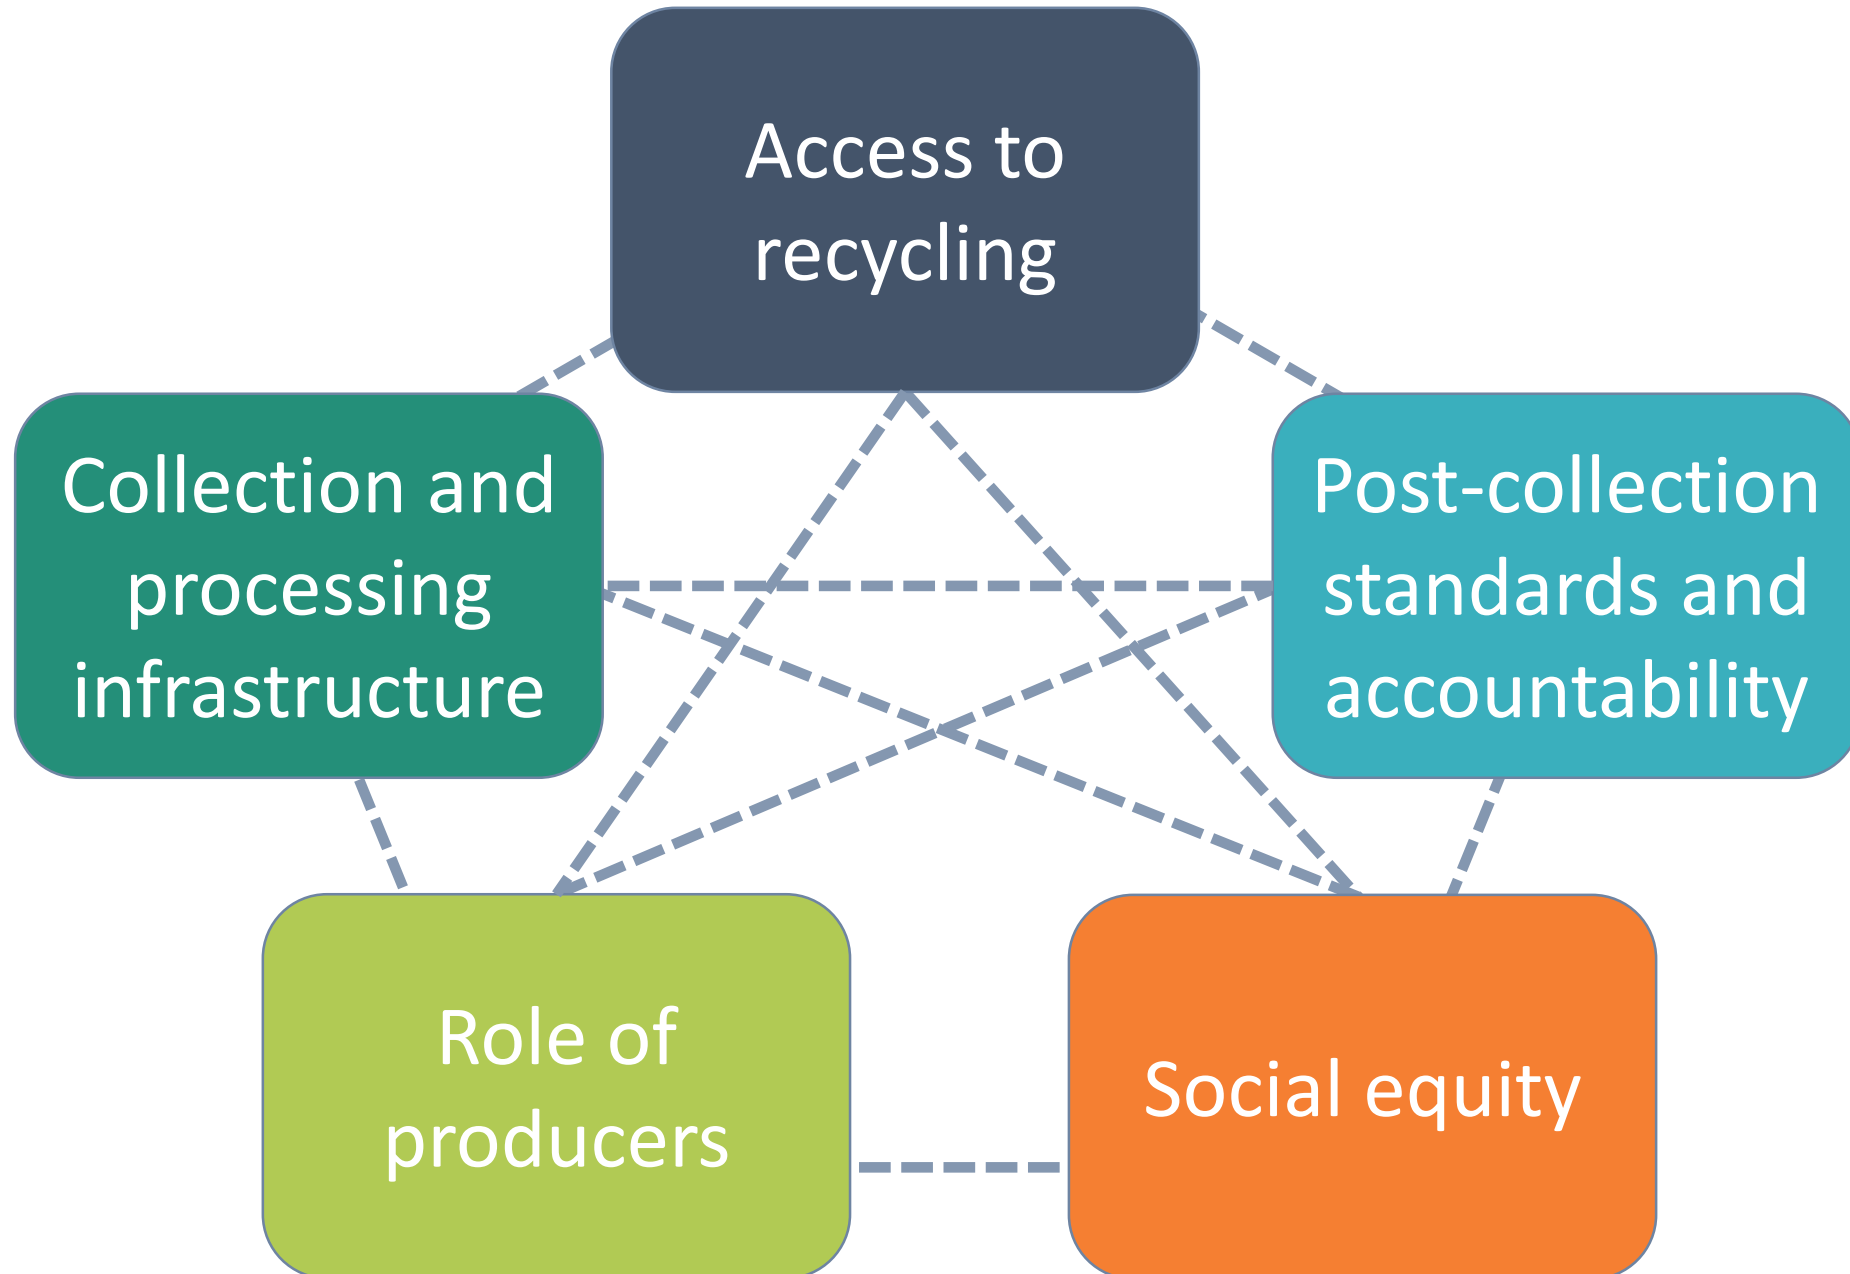 Access to
recycling
Collection and
processing
infrastructure
Post-collection
standards and
accountability
Role of
producers
Social equity